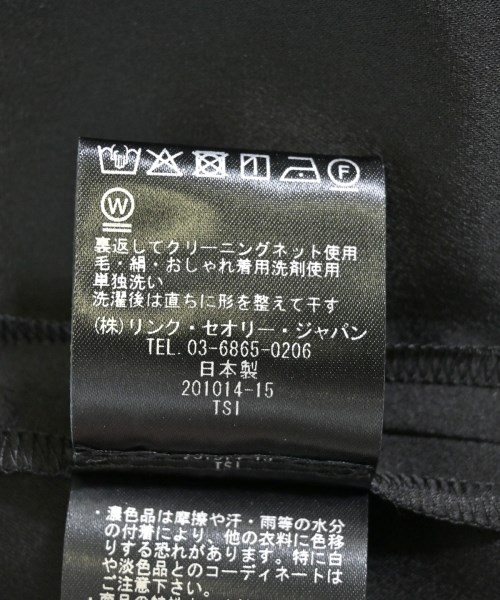 F
W
裏返してクリーニングネット使用
毛・絹・おしゃれ着用洗剤使用
単独洗い
洗濯後は直ちに形を整えて干す
(株)リンク・セオリー・ジャパン
TEL. 03-6865-0206
日本製
201014-15
TSI
TSI
・濃色品は摩擦や汗・雨等の水分
の付着により、他の衣料に色移
りする恐れがあります。特に白
や淡色品とのコーディネートは
ご注意下さい。